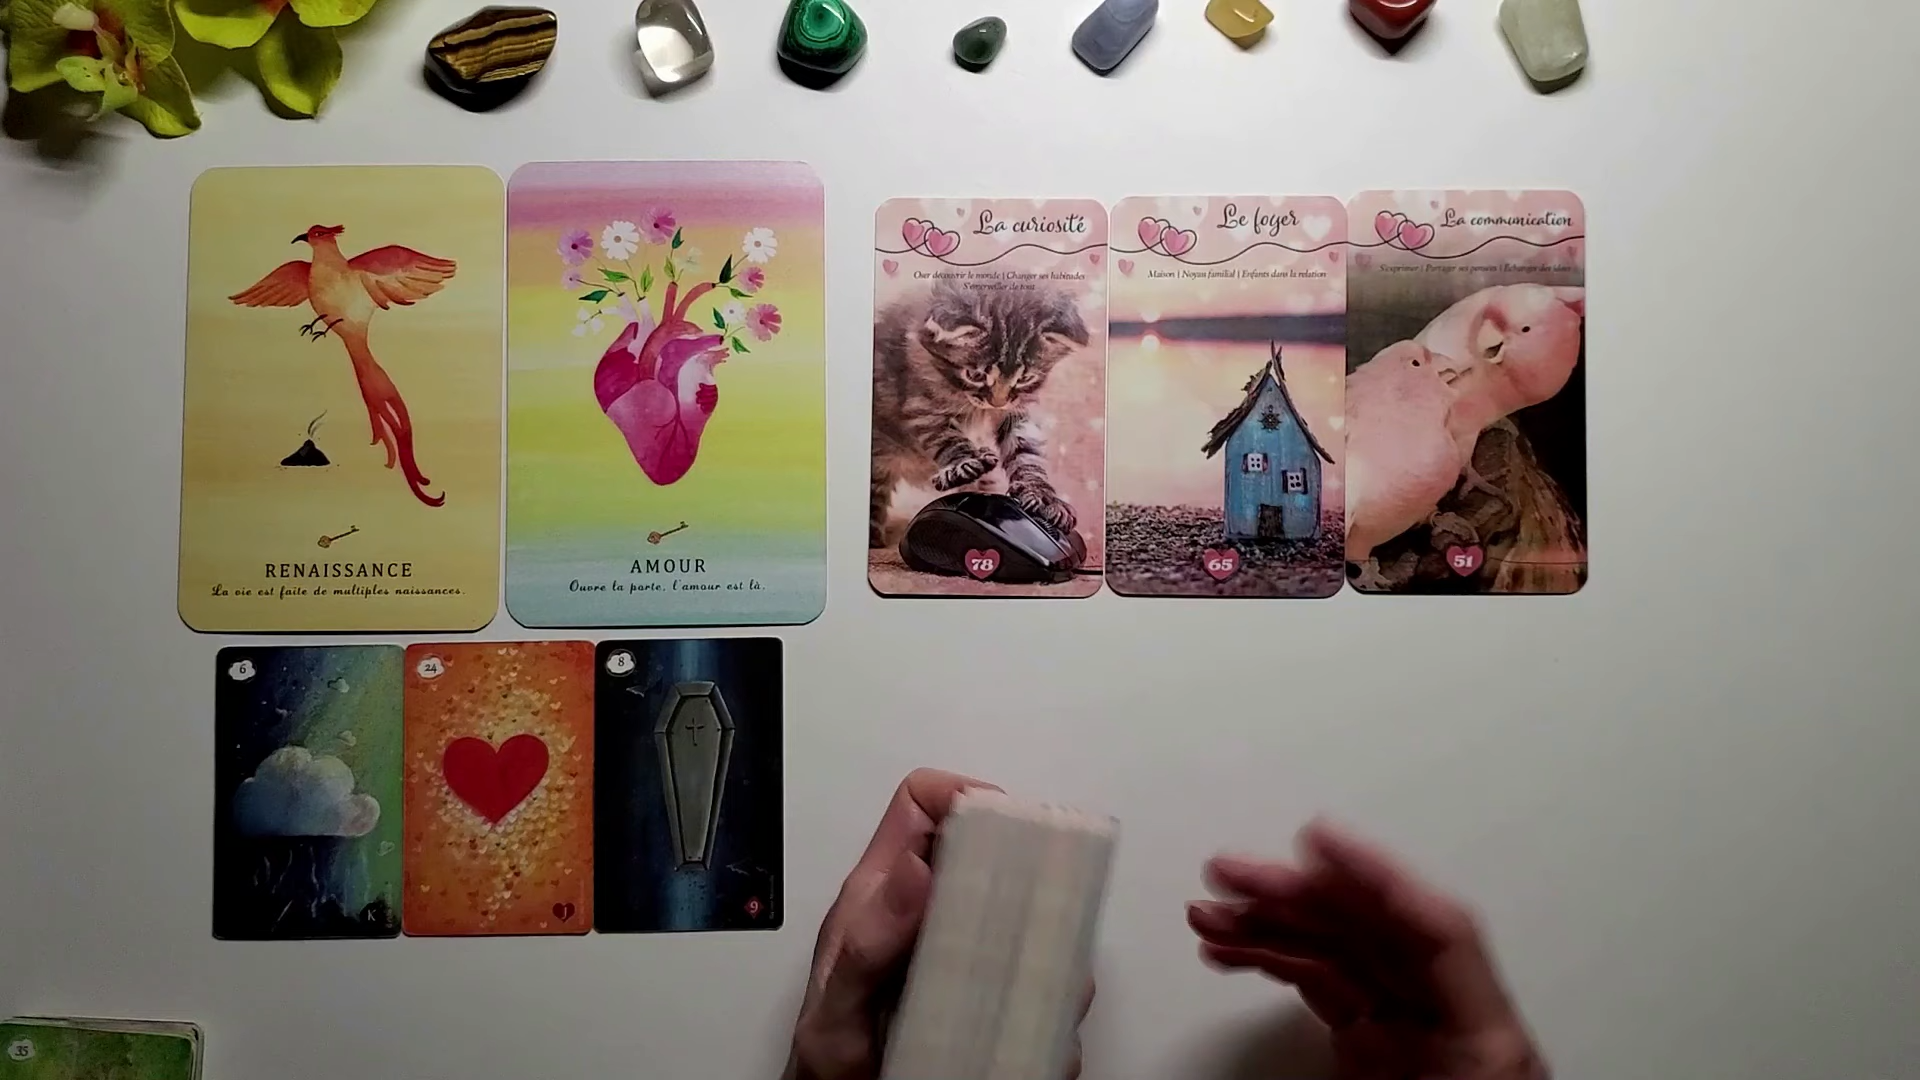 RENAISSANCE
La vie est faite de multiples naissances.
AMOUR
Ouvre ta porte, l'amour est là.
La curiosité
Oser découvrir le monde | Changer ses habitudes
S'émerveiller de tout
78
Le foyer
Maison | Noyau familial | Enfants dans la relation
65
La communication
S'exprimer | Partager ses pensées | Échanger des idées
51
6
K
24
J
8
9
35